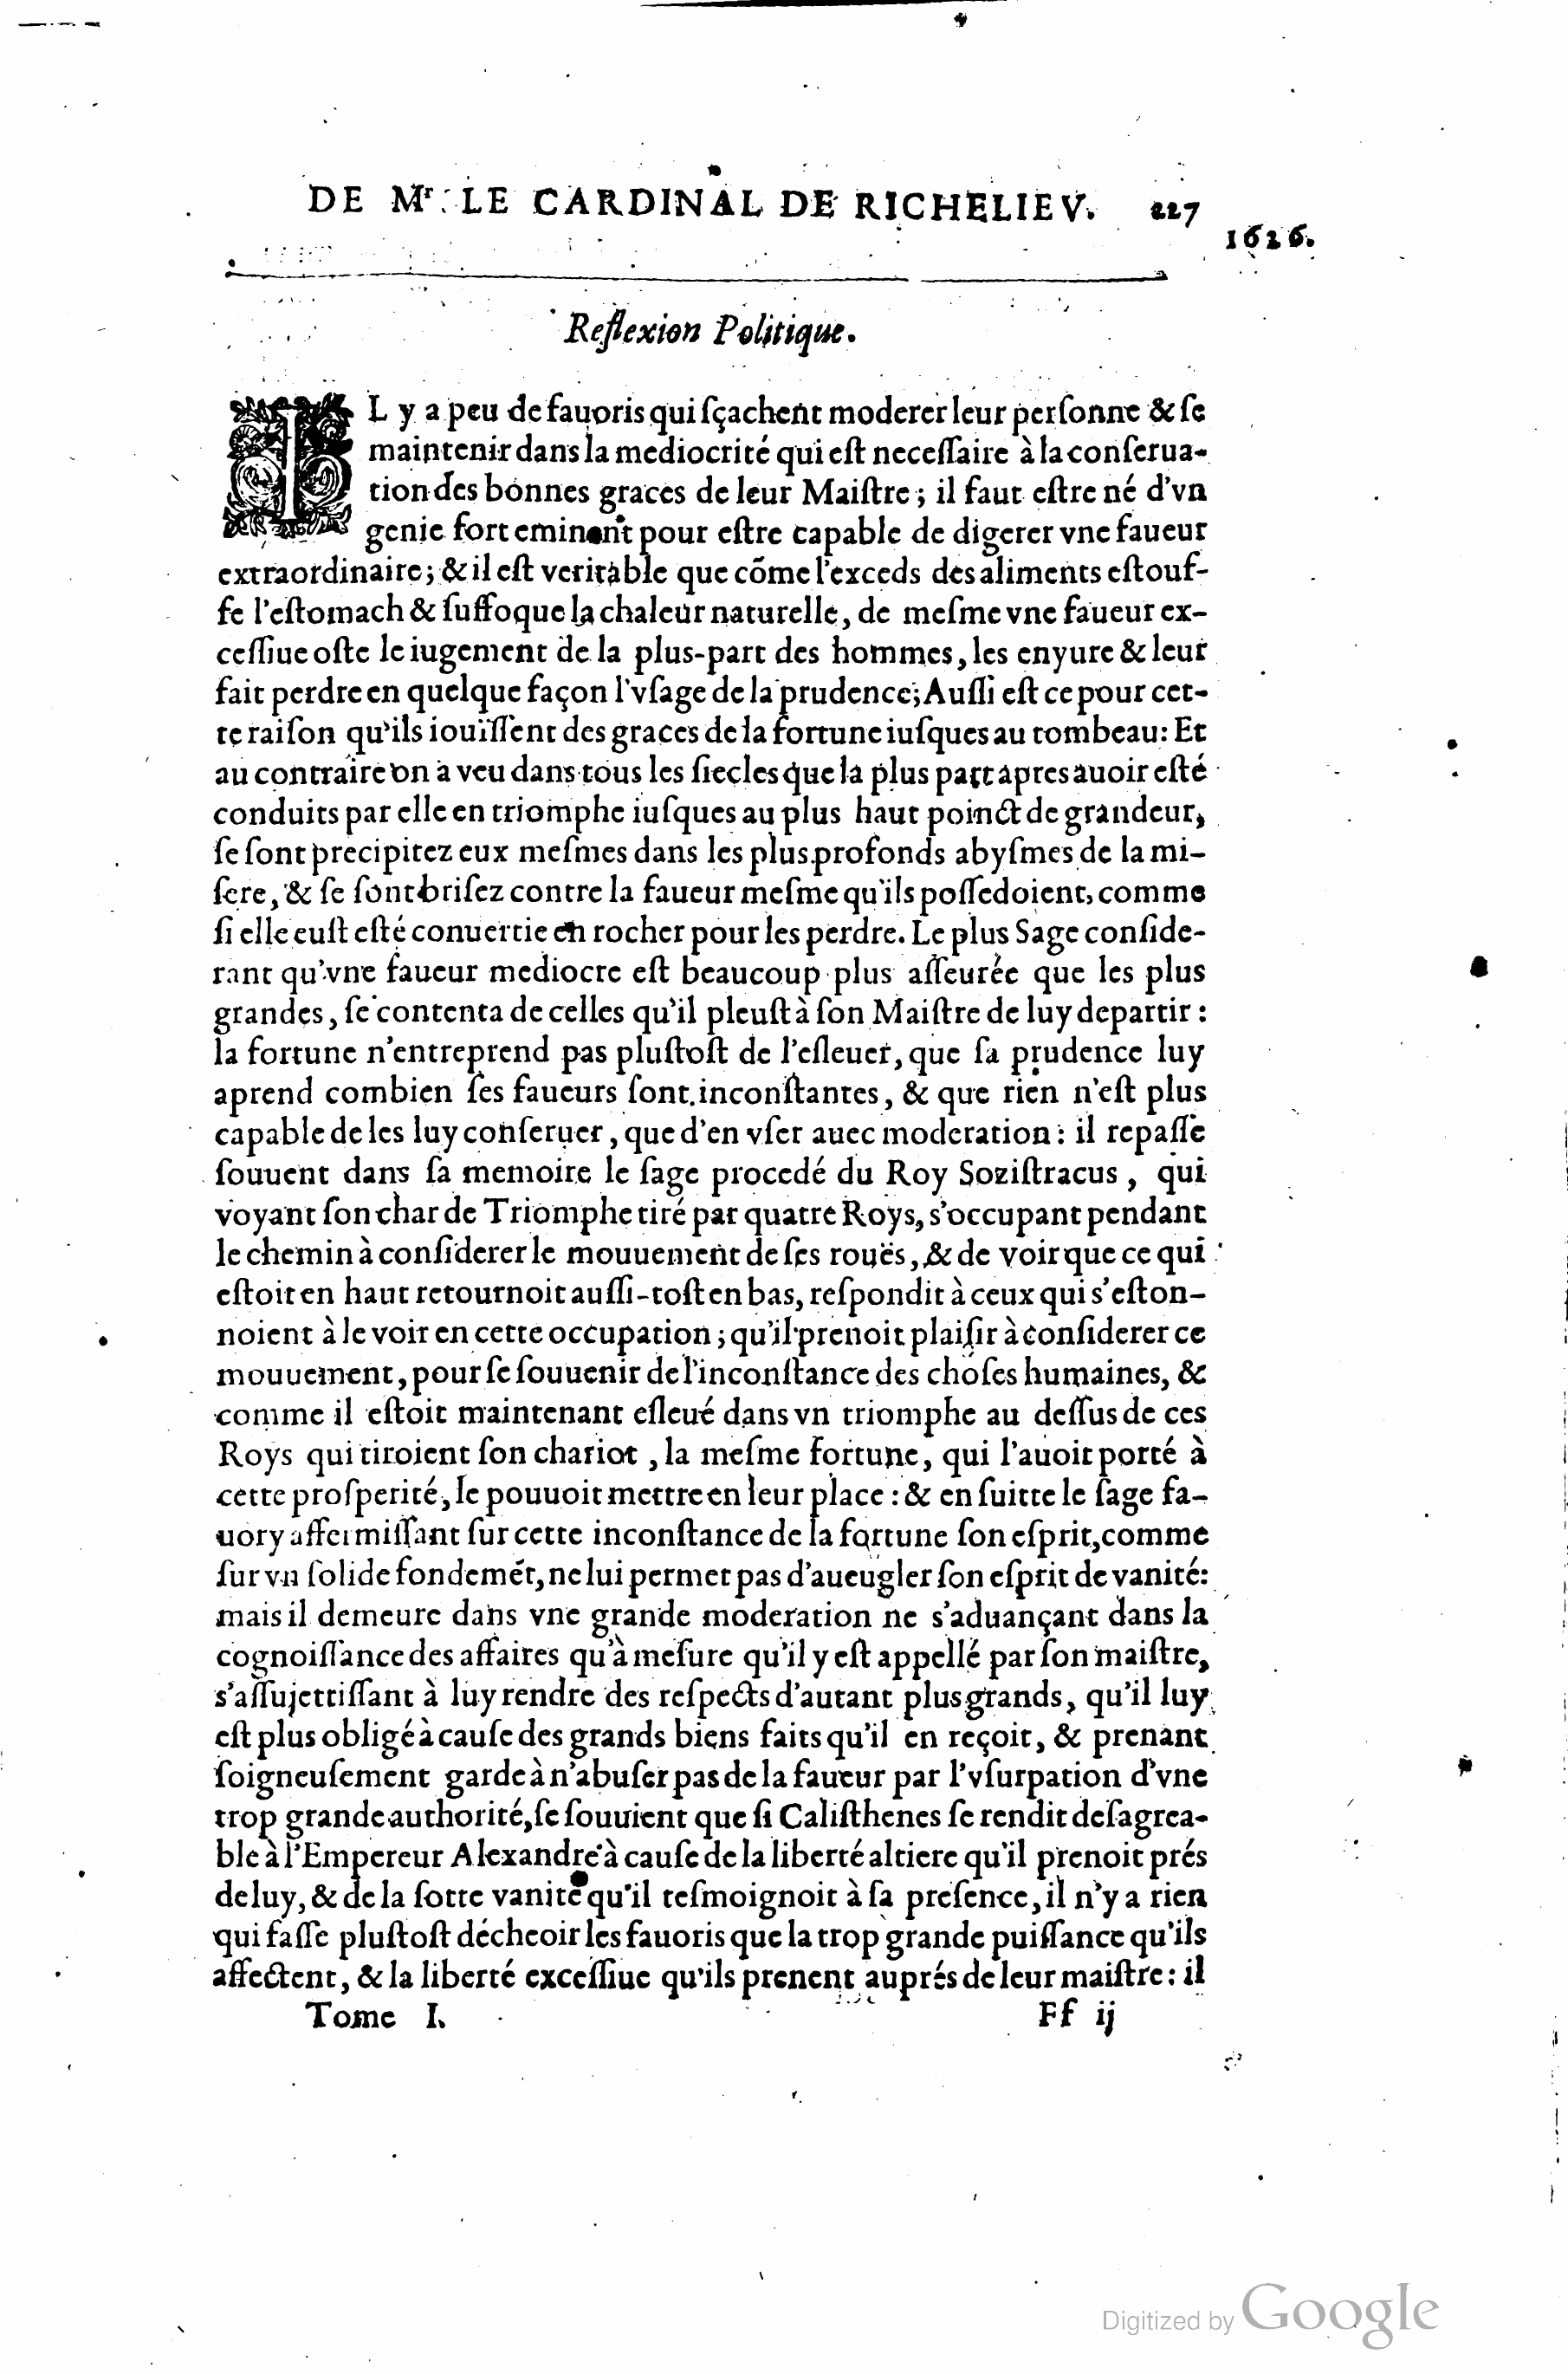 DE Mr. LE CARDINAL DE RICHELIEV. 227
1626.
Reflexion Politique.
IL y a peu de fauoris qui ſçachent moderer leur perſonne & ſe
maintenir dans la mediocrité qui eſt neceſſaire à la conſerua-
tion des bonnes graces de leur Maiſtre ; il faut eſtre né d'vn
genie fort eminent pour eſtre capable de digerer vne faueur
extraordinaire ; & il eſt veritable que cõme l'exceds des aliments eſtouf-
fe l'eſtomach & ſuffoque la chaleur naturelle, de meſme vne faueur ex-
ceſſiue oſte le iugement de la plus-part des hommes, les enyure & leur
fait perdre en quelque façon l'vſage de la prudence; Auſſi eſt ce pour cet-
te raiſon qu'ils iouïſſent des graces de la fortune iuſques au tombeau: Et
au contraire on a veu dans tous les ſiecles que la plus part apres auoir eſté
conduits par elle en triomphe iuſques au plus haut poinct de grandeur,
ſe ſont precipitez eux meſmes dans les plus profonds abyſmes de la mi-
ſere, & ſe ſont briſez contre la faueur meſme qu'ils poſſedoient, comme
ſi elle euſt eſté conuertie en rocher pour les perdre. Le plus Sage conſide-
rant qu'vne faueur mediocre eſt beaucoup plus aſſeurée que les plus
grandes, ſe contenta de celles qu'il pleuſt à ſon Maiſtre de luy departir :
la fortune n'entreprend pas pluſtoſt de l'eſleuer, que ſa prudence luy
aprend combien ſes faueurs ſont inconſtantes, & que rien n'eſt plus
capable de les luy conſeruer, que d'en vſer auec moderation : il repaſſe
ſouuent dans ſa memoire le ſage procedé du Roy Soziſtracus, qui
voyant ſon char de Triomphe tiré par quatre Roys, s'occupant pendant
le chemin à conſiderer le mouuement de ſes rouës, & de voir que ce qui
eſtoit en haut retournoit auſſi-toſt en bas, reſpondit à ceux qui s'eſton-
noient à le voir en cette occupation ; qu'il prenoit plaiſir à conſiderer ce
mouuement, pour ſe ſouuenir de l'inconſtance des choſes humaines, &
comme il eſtoit maintenant eſleué dans vn triomphe au deſſus de ces
Roys qui tiroient ſon chariot, la meſme fortune, qui l'auoit porté à
cette proſperité, le pouuoit mettre en leur place : & en ſuitte le ſage fa-
uory affermiſſant ſur cette inconſtance de la fortune ſon eſprit, comme
ſur vn ſolide fondemẽt, ne lui permet pas d'aueugler ſon eſprit de vanité:
mais il demeure dans vne grande moderation ne s'aduançant dans la
cognoiſſance des affaires qu'à meſure qu'il y eſt appellé par ſon maiſtre,
s'aſſujettiſſant à luy rendre des reſpects d'autant plus grands, qu'il luy
eſt plus obligé à cauſe des grands biens faits qu'il en reçoit, & prenant
ſoigneuſement garde à n'abuſer pas de la faueur par l'vſurpation d'vne
trop grande authorité, ſe ſouuient que ſi Caliſthenes ſe rendit deſagrea-
ble à l'Empereur Alexandre à cauſe de la liberté altiere qu'il prenoit prés
de luy, & de la ſotte vanité qu'il teſmoignoit à ſa preſence, il n'y a rien
qui faſſe pluſtoſt décheoir les fauoris que la trop grande puiſſance qu'ils
affectent, & la liberté exceſſiue qu'ils prenent auprés de leur maiſtre : il
Tome I. Ff ij
Digitized by Google